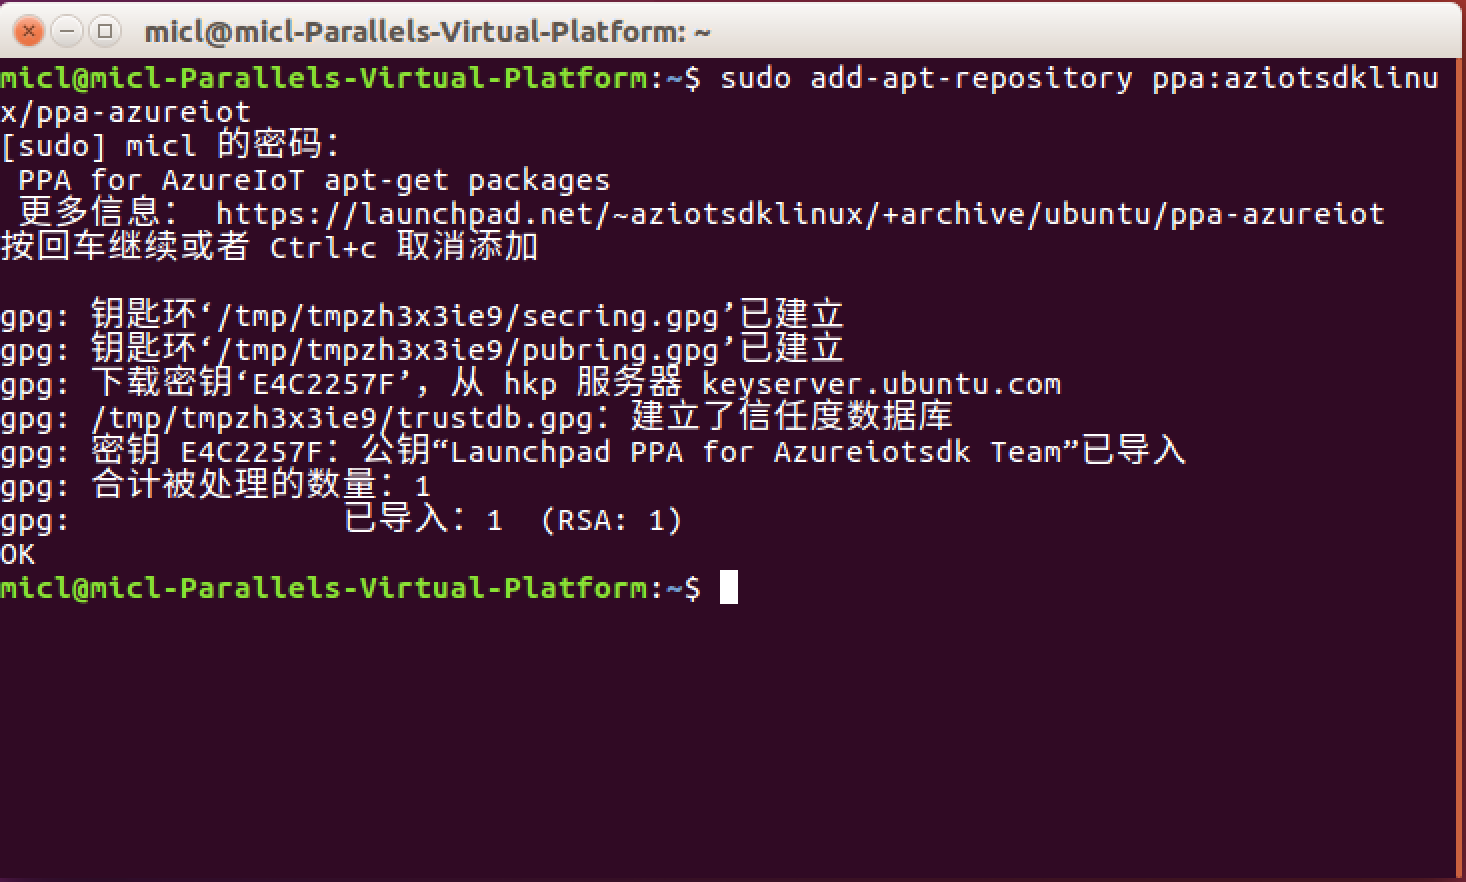 micl@micl-Parallels-Virtual-Platform: ~
micl@micl-Parallels-Virtual-Platform:~$ sudo add-apt-repository ppa:aziotsdklinu
x/ppa-azureiot
[sudo] micl 的密码：
 PPA for AzureIoT apt-get packages
 更多信息： https://launchpad.net/~aziotsdklinux/+archive/ubuntu/ppa-azureiot
按回车继续或者 Ctrl+c 取消添加
gpg: 钥匙环‘/tmp/tmpzh3x3ie9/secring.gpg’已建立
gpg: 钥匙环‘/tmp/tmpzh3x3ie9/pubring.gpg’已建立
gpg: 下载密钥‘E4C2257F’，从 hkp 服务器 keyserver.ubuntu.com
gpg: /tmp/tmpzh3x3ie9/trustdb.gpg：建立了信任度数据库
gpg: 密钥 E4C2257F：公钥“Launchpad PPA for Azureiotsdk Team”已导入
gpg: 合计被处理的数量：1
gpg:               已导入：1  (RSA: 1)
OK
micl@micl-Parallels-Virtual-Platform:~$